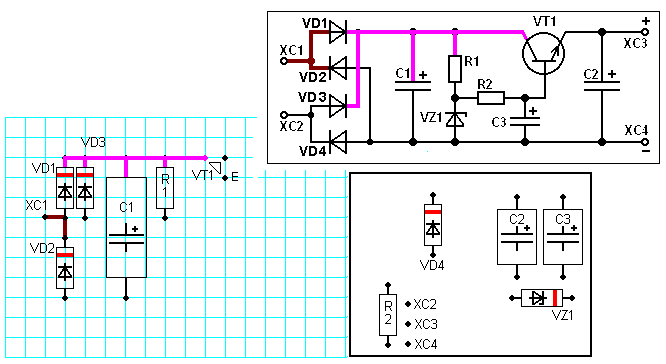 VD1
VT1
+
XC3
XC1
R1
VD2
C1
+
R2
C2
+
VD3
VZ1
C3
+
XC2
XC4
VD4
−
VD3
VD1
VT1
E
R
1
XC1
C1
+
VD2
C2
+
C3
+
VD4
VZ1
R
2
XC2
XC3
XC4